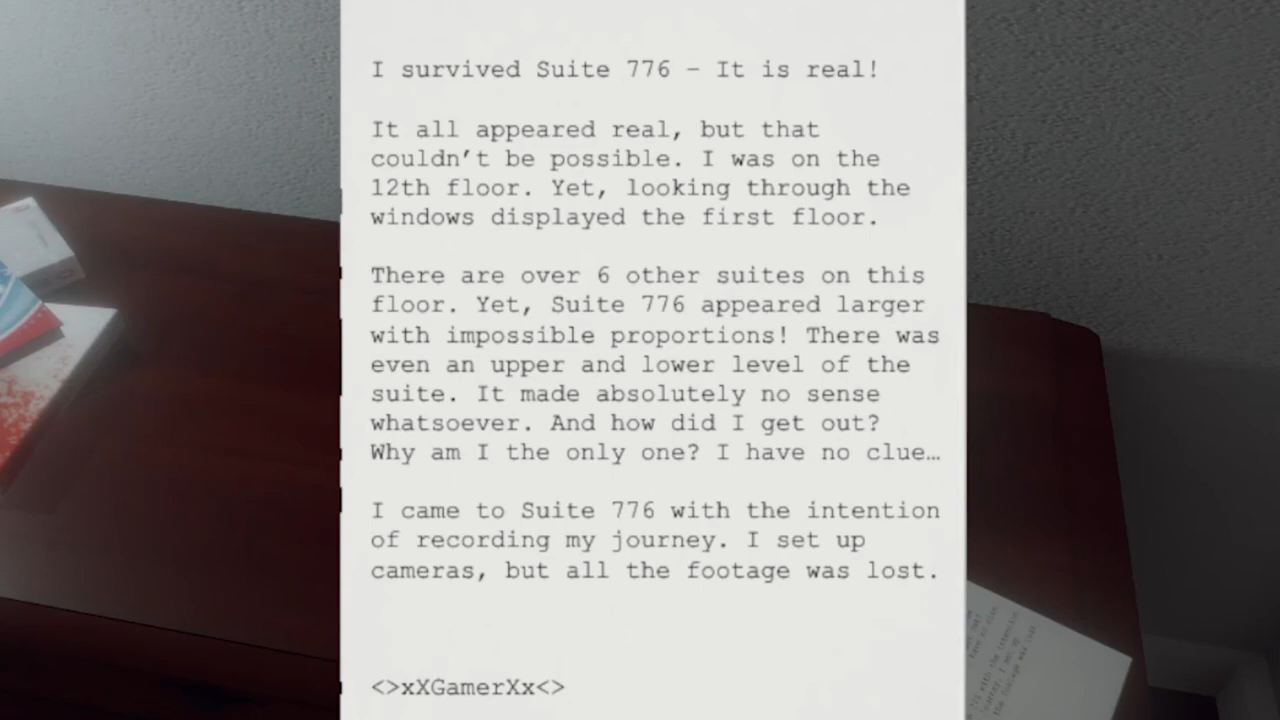 I survived Suite 776 – It is real!
It all appeared real, but that
couldn't be possible. I was on the
12th floor. Yet, looking through the
windows displayed the first floor.
There are over 6 other suites on this
floor. Yet, Suite 776 appeared larger
with impossible proportions! There was
even an upper and lower level of the
suite. It made absolutely no sense
whatsoever. And how did I get out?
Why am I the only one? I have no clue…
I came to Suite 776 with the intention
of recording my journey. I set up
cameras, but all the footage was lost.
<>xXGamerXx<>